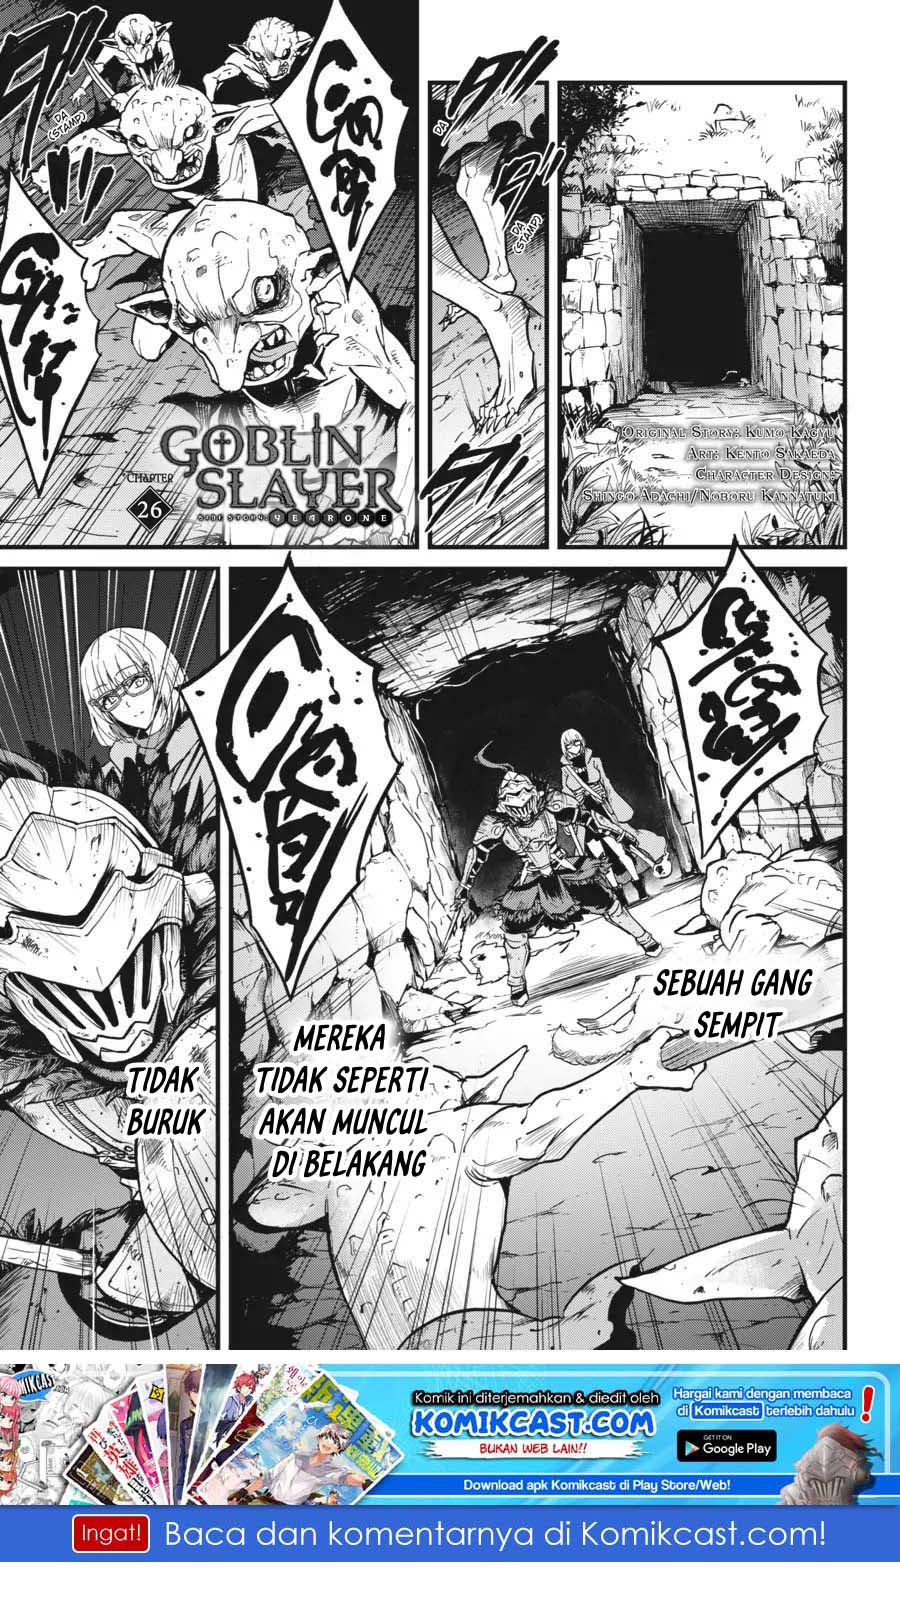 ORIGINAL STORY: KUMO KAGYU
ART: KENTO SAKAEDA
CHARACTER DESIGN:
SHINGO ADACHI/NOBORU KANNATUKI
DA
DA
(STAMP)
DA
(STAMP)
GOBLIN
SLAYER
SIDE STORY: YEAR ONE
CHAPTER
26
SEBUAH GANG
SEMPIT
MEREKA
TIDAK SEPERTI
AKAN MUNCUL
DI BELAKANG
TIDAK
BURUK
Komik ini diterjemahkan & diedit oleh
KOMIKCAST.COM
BUKAN WEB LAIN!!
Hargai kami dengan membaca
di Komikcast terlebih dahulu !
GET IT ON
Google Play
Download apk Komikcast di Play Store/Web!
Ingat! Baca dan komentarnya di Komikcast.com!